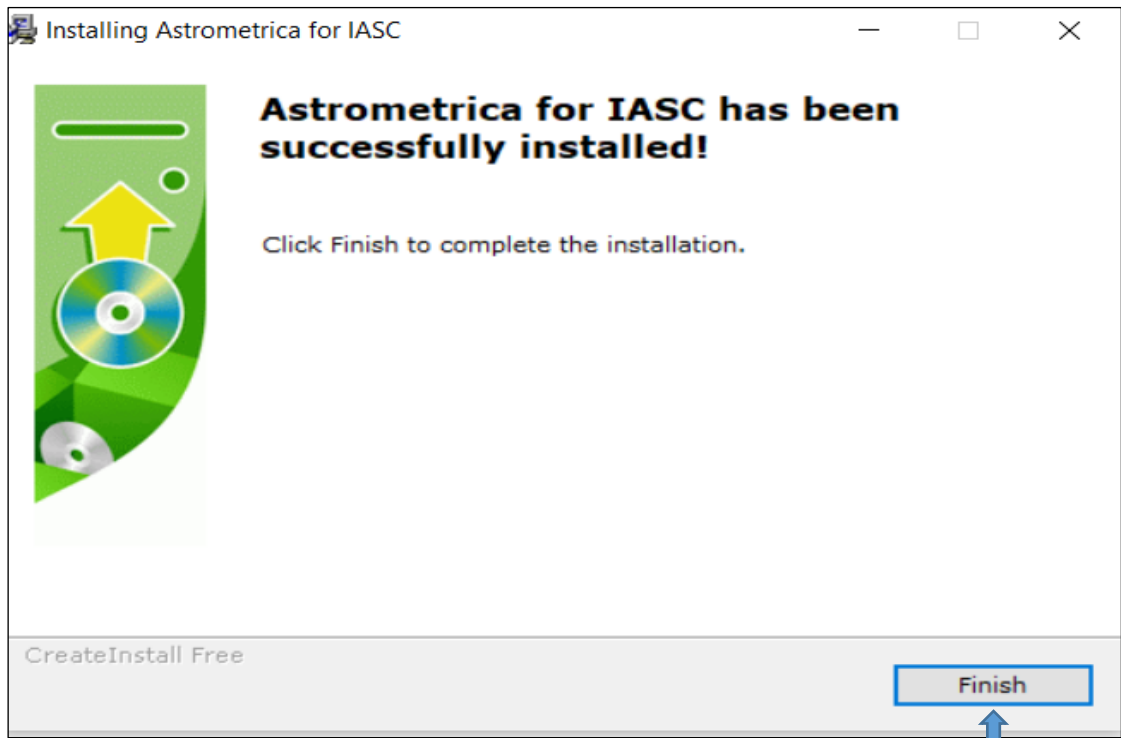 Installing Astrometrica for IASC
Astrometrica for IASC has been
successfully installed!
Click Finish to complete the installation.
CreateInstall Free
Finish